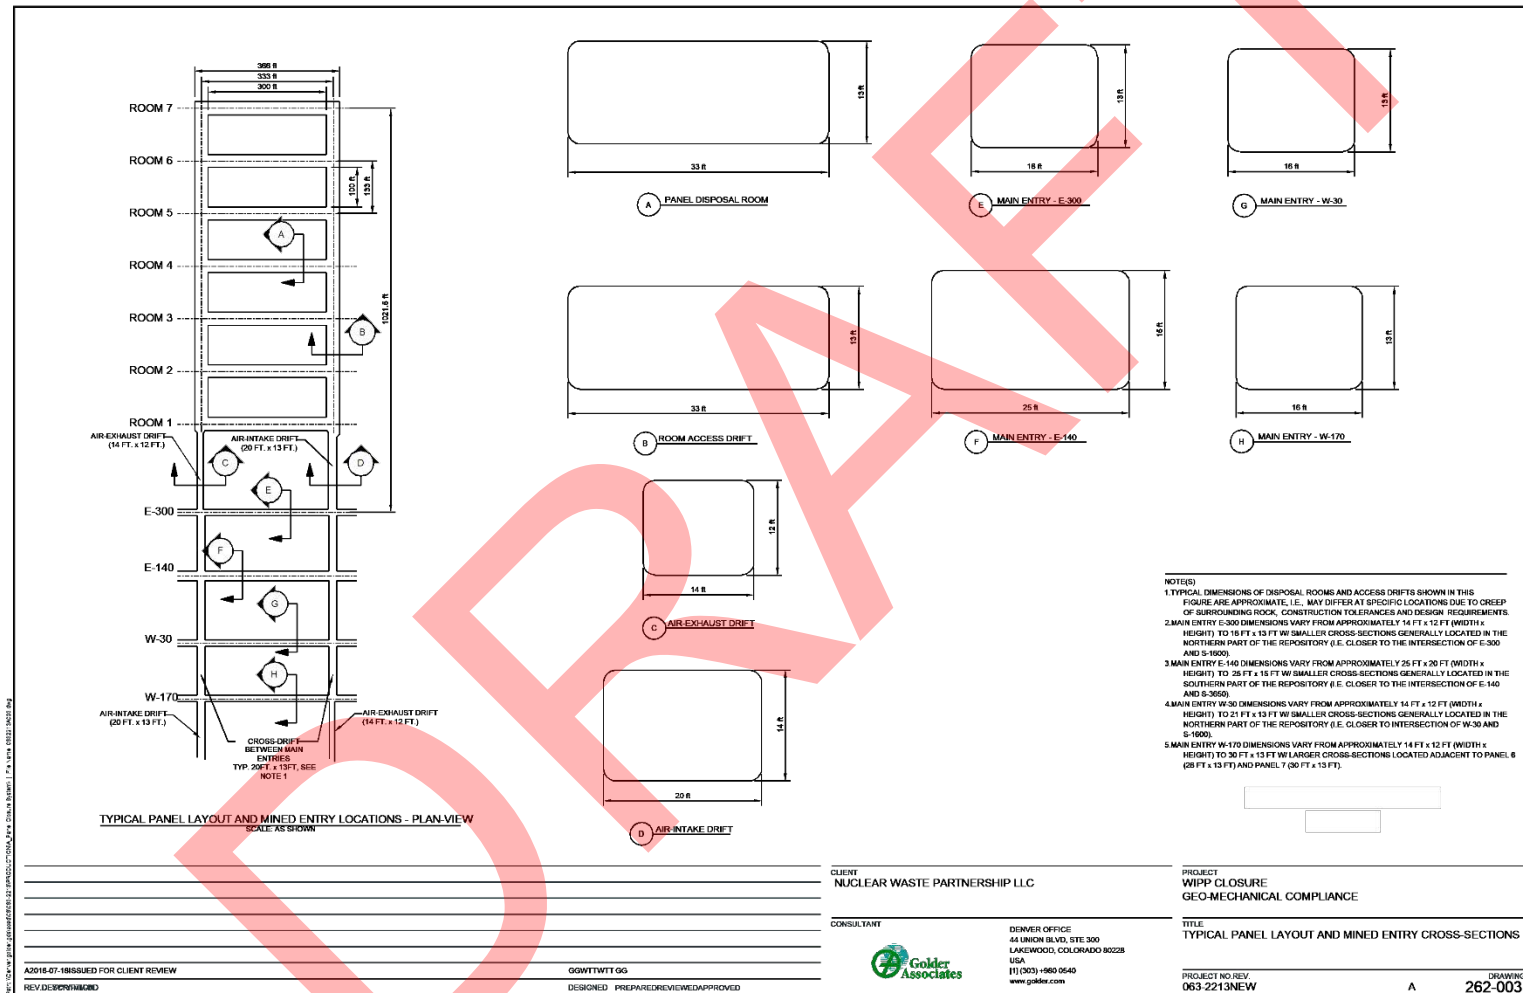 366 ft
333 ft
300 ft
ROOM 7
ROOM 6
ROOM 5
ROOM 4
ROOM 3
ROOM 2
ROOM 1
100 ft
133 ft
1021.6 ft
A
B
AIR-EXHAUST DRIFT
(14 FT. x 12 FT.)
AIR-INTAKE DRIFT
(20 FT. x 13 FT.)
C
D
E
E-300
F
E-140
G
W-30
H
W-170
AIR-INTAKE DRIFT
(20 FT. x 13 FT.)
AIR-EXHAUST DRIFT
(14 FT. x 12 FT.)
CROSS-DRIFT
BETWEEN MAIN
ENTRIES
TYP. 20FT. x 13FT, SEE
NOTE 1
TYPICAL PANEL LAYOUT AND MINED ENTRY LOCATIONS - PLAN-VIEW
SCALE AS SHOWN
13 ft
33 ft
A PANEL DISPOSAL ROOM
13 ft
33 ft
B ROOM ACCESS DRIFT
12 ft
14 ft
C AIR-EXHAUST DRIFT
14 ft
20 ft
D AIR-INTAKE DRIFT
13 ft
16 ft
E MAIN ENTRY - E-300
15 ft
25 ft
F MAIN ENTRY - E-140
13 ft
16 ft
G MAIN ENTRY - W-30
13 ft
16 ft
H MAIN ENTRY - W-170
DRAFT
NOTE(S)
1.TYPICAL DIMENSIONS OF DISPOSAL ROOMS AND ACCESS DRIFTS SHOWN IN THIS
FIGURE ARE APPROXIMATE, I.E., MAY DIFFER AT SPECIFIC LOCATIONS DUE TO CREEP
OF SURROUNDING ROCK, CONSTRUCTION TOLERANCES AND DESIGN REQUIREMENTS.
2.MAIN ENTRY E-300 DIMENSIONS VARY FROM APPROXIMATELY 14 FT x 12 FT (WIDTH x
HEIGHT) TO 16 FT x 13 FT W/ SMALLER CROSS-SECTIONS GENERALLY LOCATED IN THE
NORTHERN PART OF THE REPOSITORY (I.E. CLOSER TO THE INTERSECTION OF E-300
AND S-1600).
3.MAIN ENTRY E-140 DIMENSIONS VARY FROM APPROXIMATELY 25 FT x 20 FT (WIDTH x
HEIGHT) TO 25 FT x 15 FT W/ SMALLER CROSS-SECTIONS GENERALLY LOCATED IN THE
SOUTHERN PART OF THE REPOSITORY (I.E. CLOSER TO THE INTERSECTION OF E-140
AND S-3650).
4.MAIN ENTRY W-30 DIMENSIONS VARY FROM APPROXIMATELY 14 FT x 12 FT (WIDTH x
HEIGHT) TO 21 FT x 13 FT W/ SMALLER CROSS-SECTIONS GENERALLY LOCATED IN THE
NORTHERN PART OF THE REPOSITORY (I.E. CLOSER TO INTERSECTION OF W-30 AND
S-1600).
5.MAIN ENTRY W-170 DIMENSIONS VARY FROM APPROXIMATELY 14 FT x 12 FT (WIDTH x
HEIGHT) TO 30 FT x 13 FT W/ LARGER CROSS-SECTIONS LOCATED ADJACENT TO PANEL 6
(28 FT x 13 FT) AND PANEL 7 (30 FT x 13 FT).
CLIENT
NUCLEAR WASTE PARTNERSHIP LLC
CONSULTANT
Golder
Associates
DENVER OFFICE
44 UNION BLVD, STE 300
LAKEWOOD, COLORADO 80228
USA
[1] (303) +980 0540
www.golder.com
PROJECT
WIPP CLOSURE
GEO-MECHANICAL COMPLIANCE
TITLE
TYPICAL PANEL LAYOUT AND MINED ENTRY CROSS-SECTIONS
PROJECT NO.REV.
063-2213NEW A
DRAWING
262-003
A2016-07-18ISSUED FOR CLIENT REVIEW GGWTTWTT GG
DESIGNED PREPAREDREVIEWEDAPPROVED